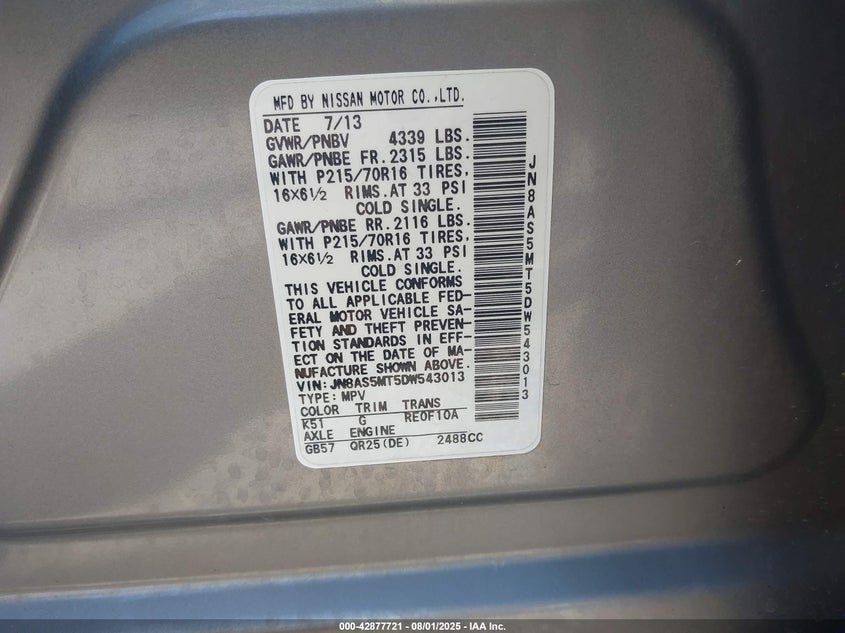 MFD BY NISSAN MOTOR CO.,LTD.
DATE 7/13
GVWR/PNBV 4339 LBS.
GAWR/PNBE FR.2315 LBS.
WITH P215/70R16 TIRES,
16X6½ RIMS.AT 33 PSI
COLD SINGLE.
GAWR/PNBE RR.2116 LBS.
WITH P215/70R16 TIRES,
16X6½ RIMS.AT 33 PSI
COLD SINGLE.
THIS VEHICLE CONFORMS
TO ALL APPLICABLE FED-
ERAL MOTOR VEHICLE SA-
FETY AND THEFT PREVEN-
TION STANDARDS IN EFF-
ECT ON THE DATE OF MA-
NUFACTURE SHOWN ABOVE.
VIN:JN8AS5MT5DW543013
TYPE:MPV
COLOR TRIM TRANS
K51 G RE0F10A
AXLE ENGINE
GB57 QR25(DE) 2488CC
JN8AS5MT5DW543013
000-42877721 - 08/01/2025 - IAA Inc.